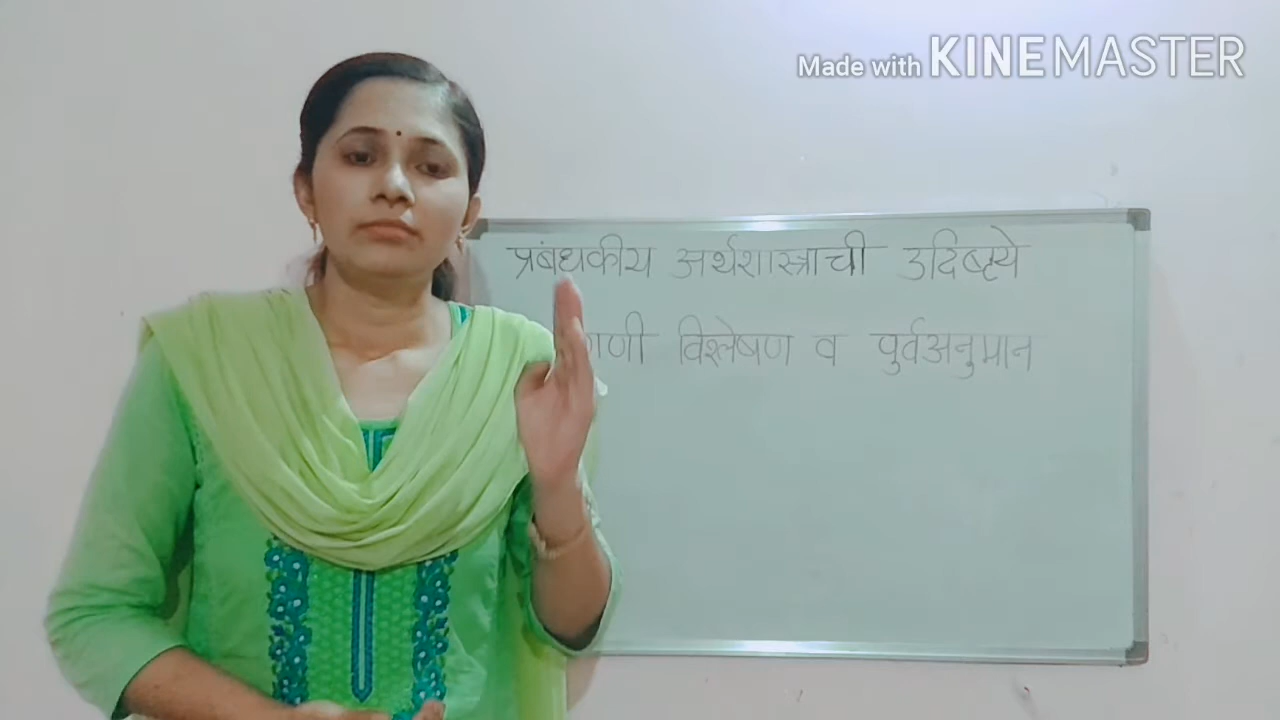 Made with KINEMASTER
प्रबंधकीय अर्थशास्त्राची उदिष्ट्ये
विश्लेषण व पुर्वअनुमान